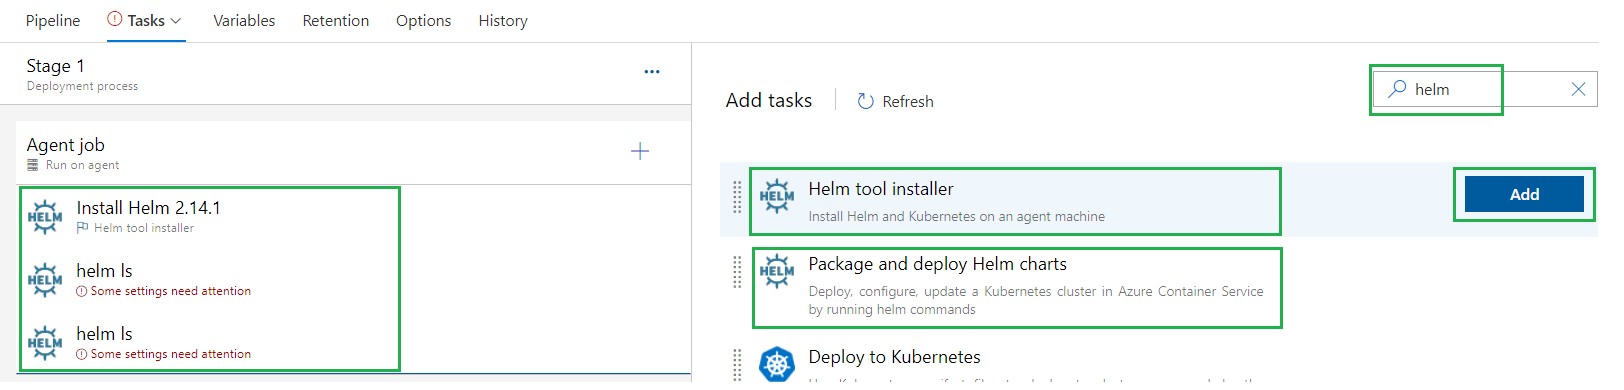 Pipeline Tasks Variables Retention Options History
Stage 1
Deployment process
...
Agent job
Run on agent
HELM
Install Helm 2.14.1
Helm tool installer
HELM
helm ls
Some settings need attention
HELM
helm ls
Some settings need attention
Add tasks
Refresh
helm
HELM
Helm tool installer
Install Helm and Kubernetes on an agent machine
Add
HELM
Package and deploy Helm charts
Deploy, configure, update a Kubernetes cluster in Azure Container Service
by running helm commands
Deploy to Kubernetes